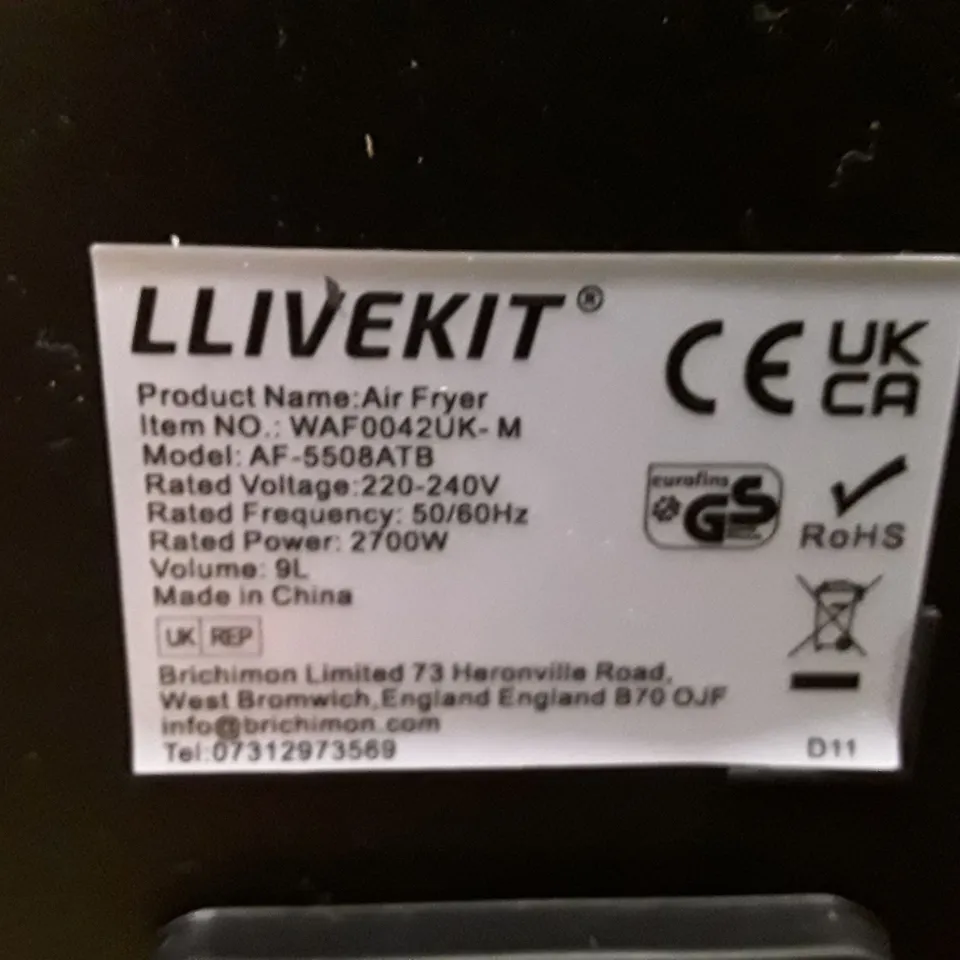 LLIVEKIT®
Product Name:Air Fryer
Item NO.: WAF0042UK-M
Model: AF-5508ATB
Rated Voltage:220-240V
Rated Frequency: 50/60Hz
Rated Power: 2700W
Volume: 9L
Made in China
UK REP
Brichimon Limited 73 Heronville Road,
West Bromwich,England England B70 OJF
info@brichimon.com
Tel:07312973569
CE
UK
CA
eurofins
GS
RoHS
D11